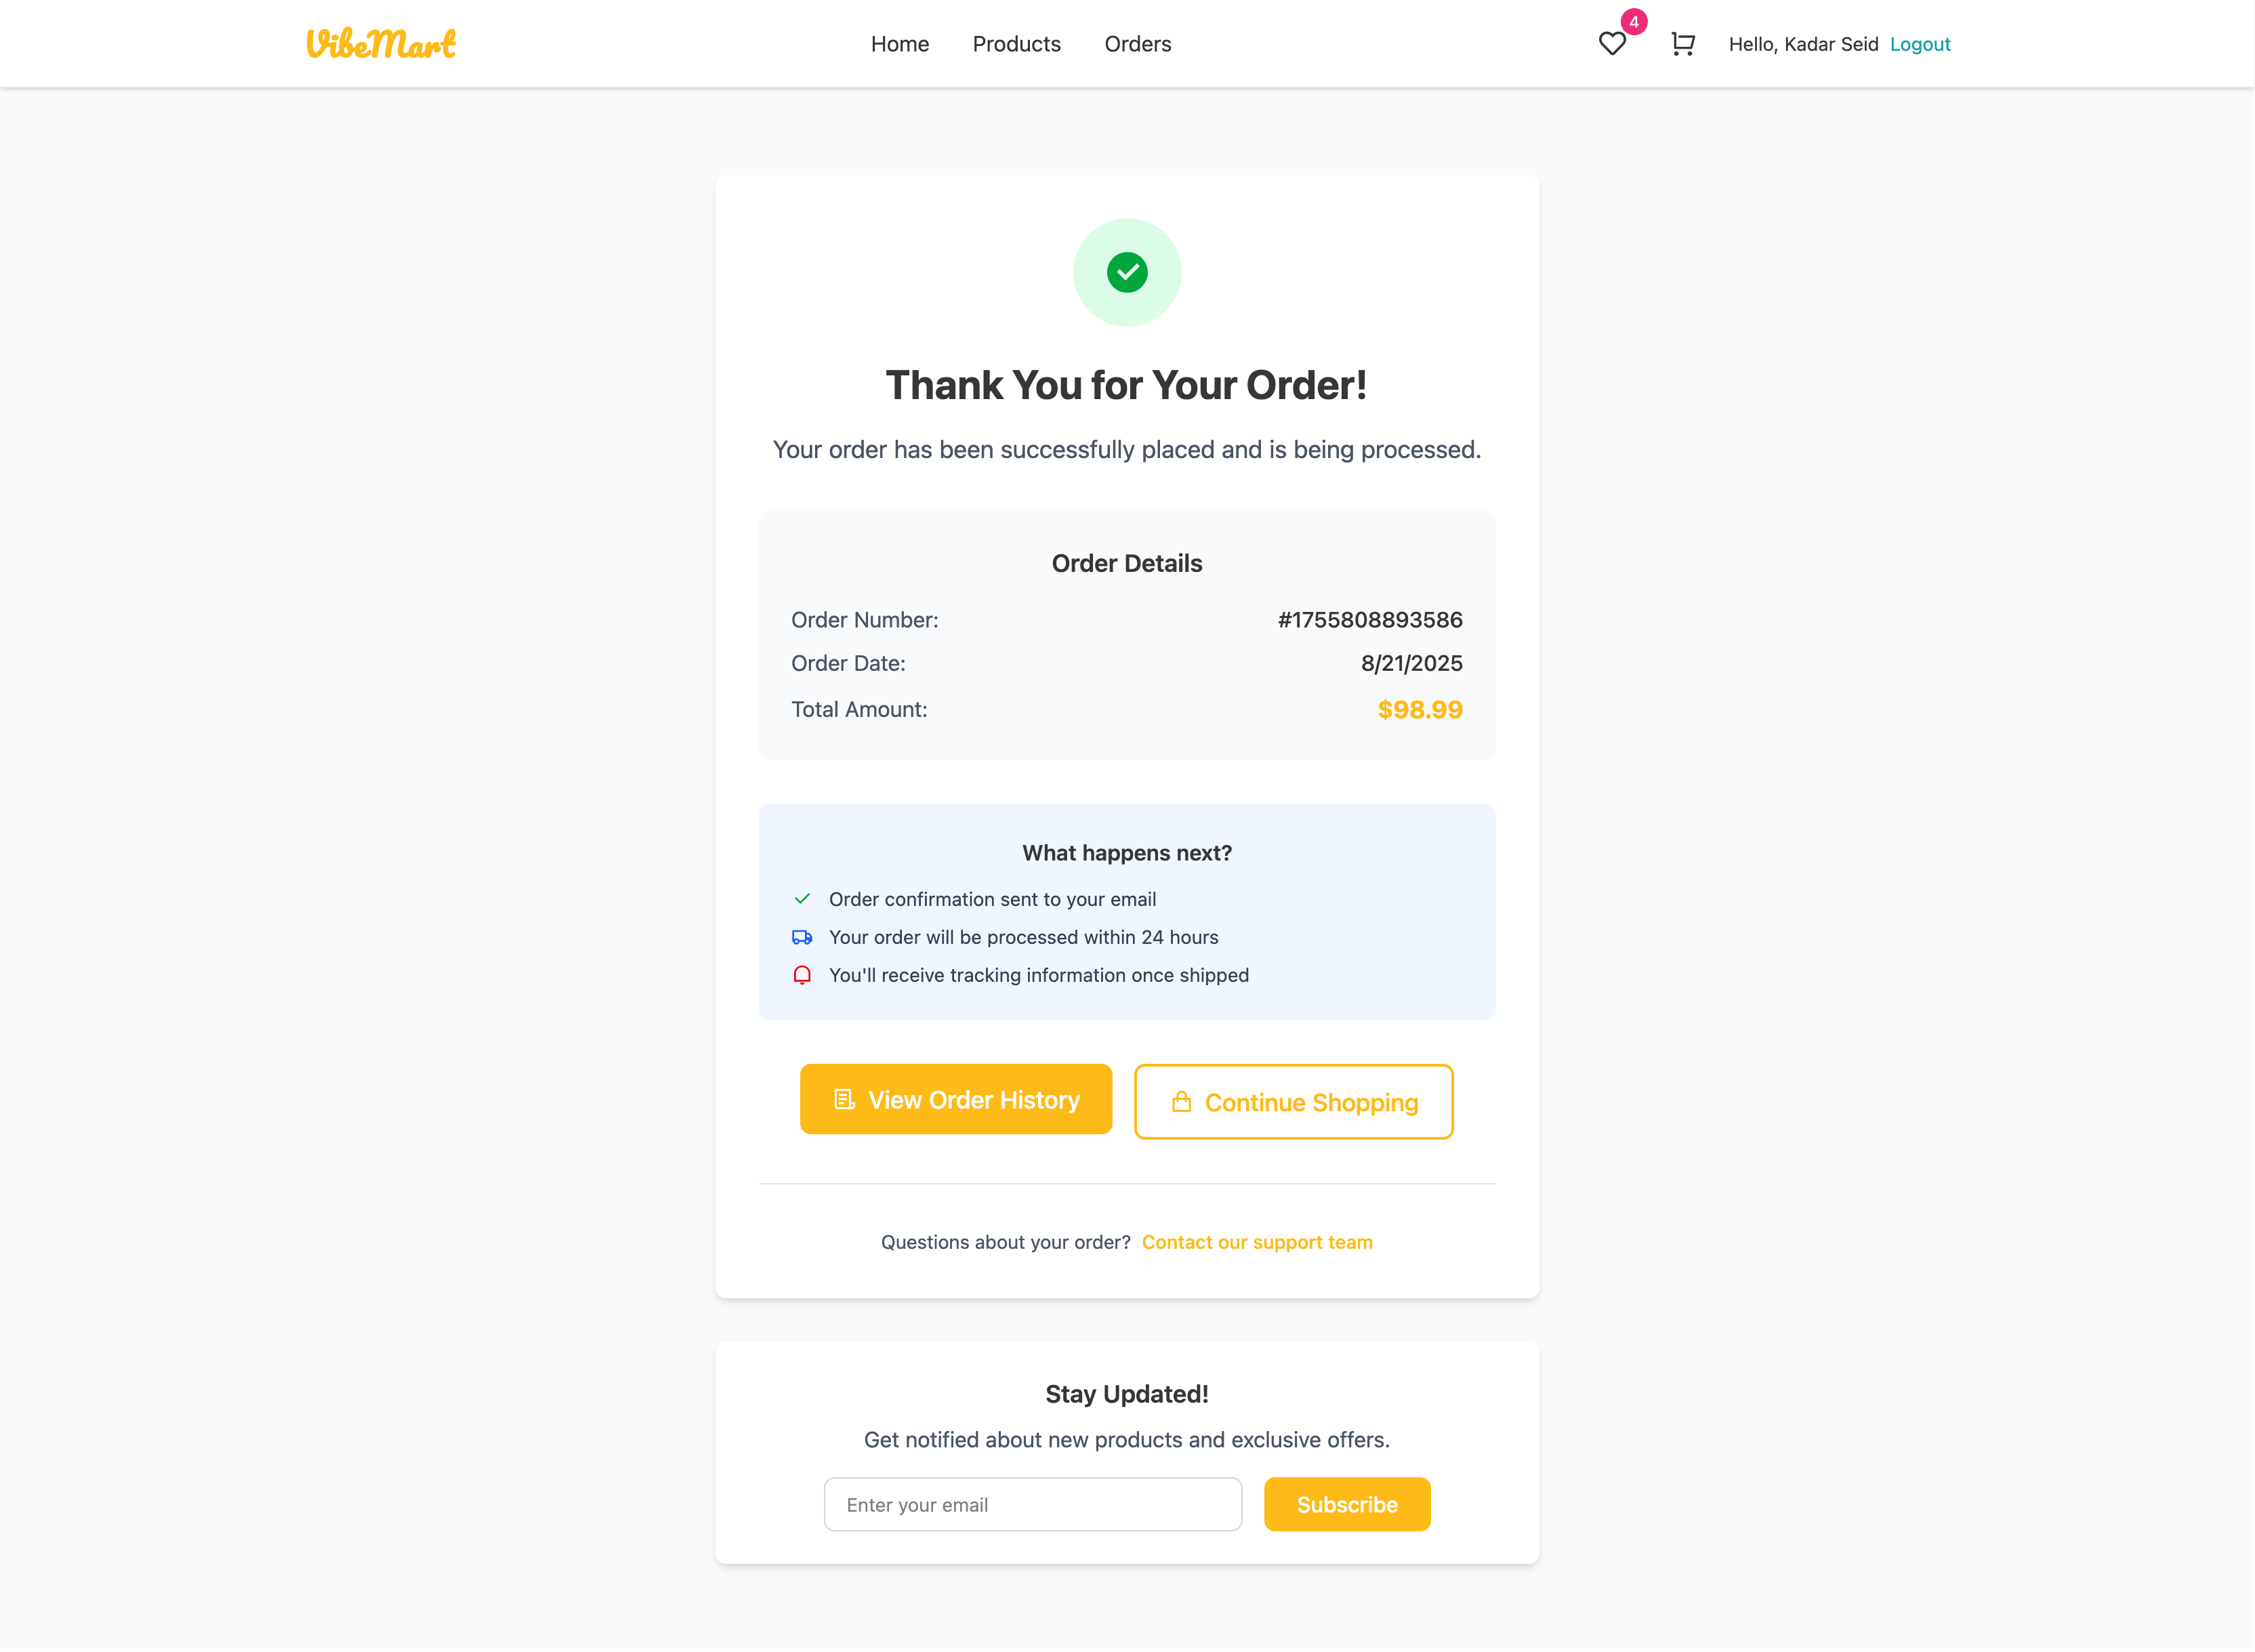 VibeMart
Home Products Orders
4
Hello, Kadar Seid Logout
Thank You for Your Order!
Your order has been successfully placed and is being processed.
Order Details
Order Number: #1755808893586
Order Date: 8/21/2025
Total Amount: $98.99
What happens next?
Order confirmation sent to your email
Your order will be processed within 24 hours
You'll receive tracking information once shipped
View Order History
Continue Shopping
Questions about your order? Contact our support team
Stay Updated!
Get notified about new products and exclusive offers.
Enter your email
Subscribe